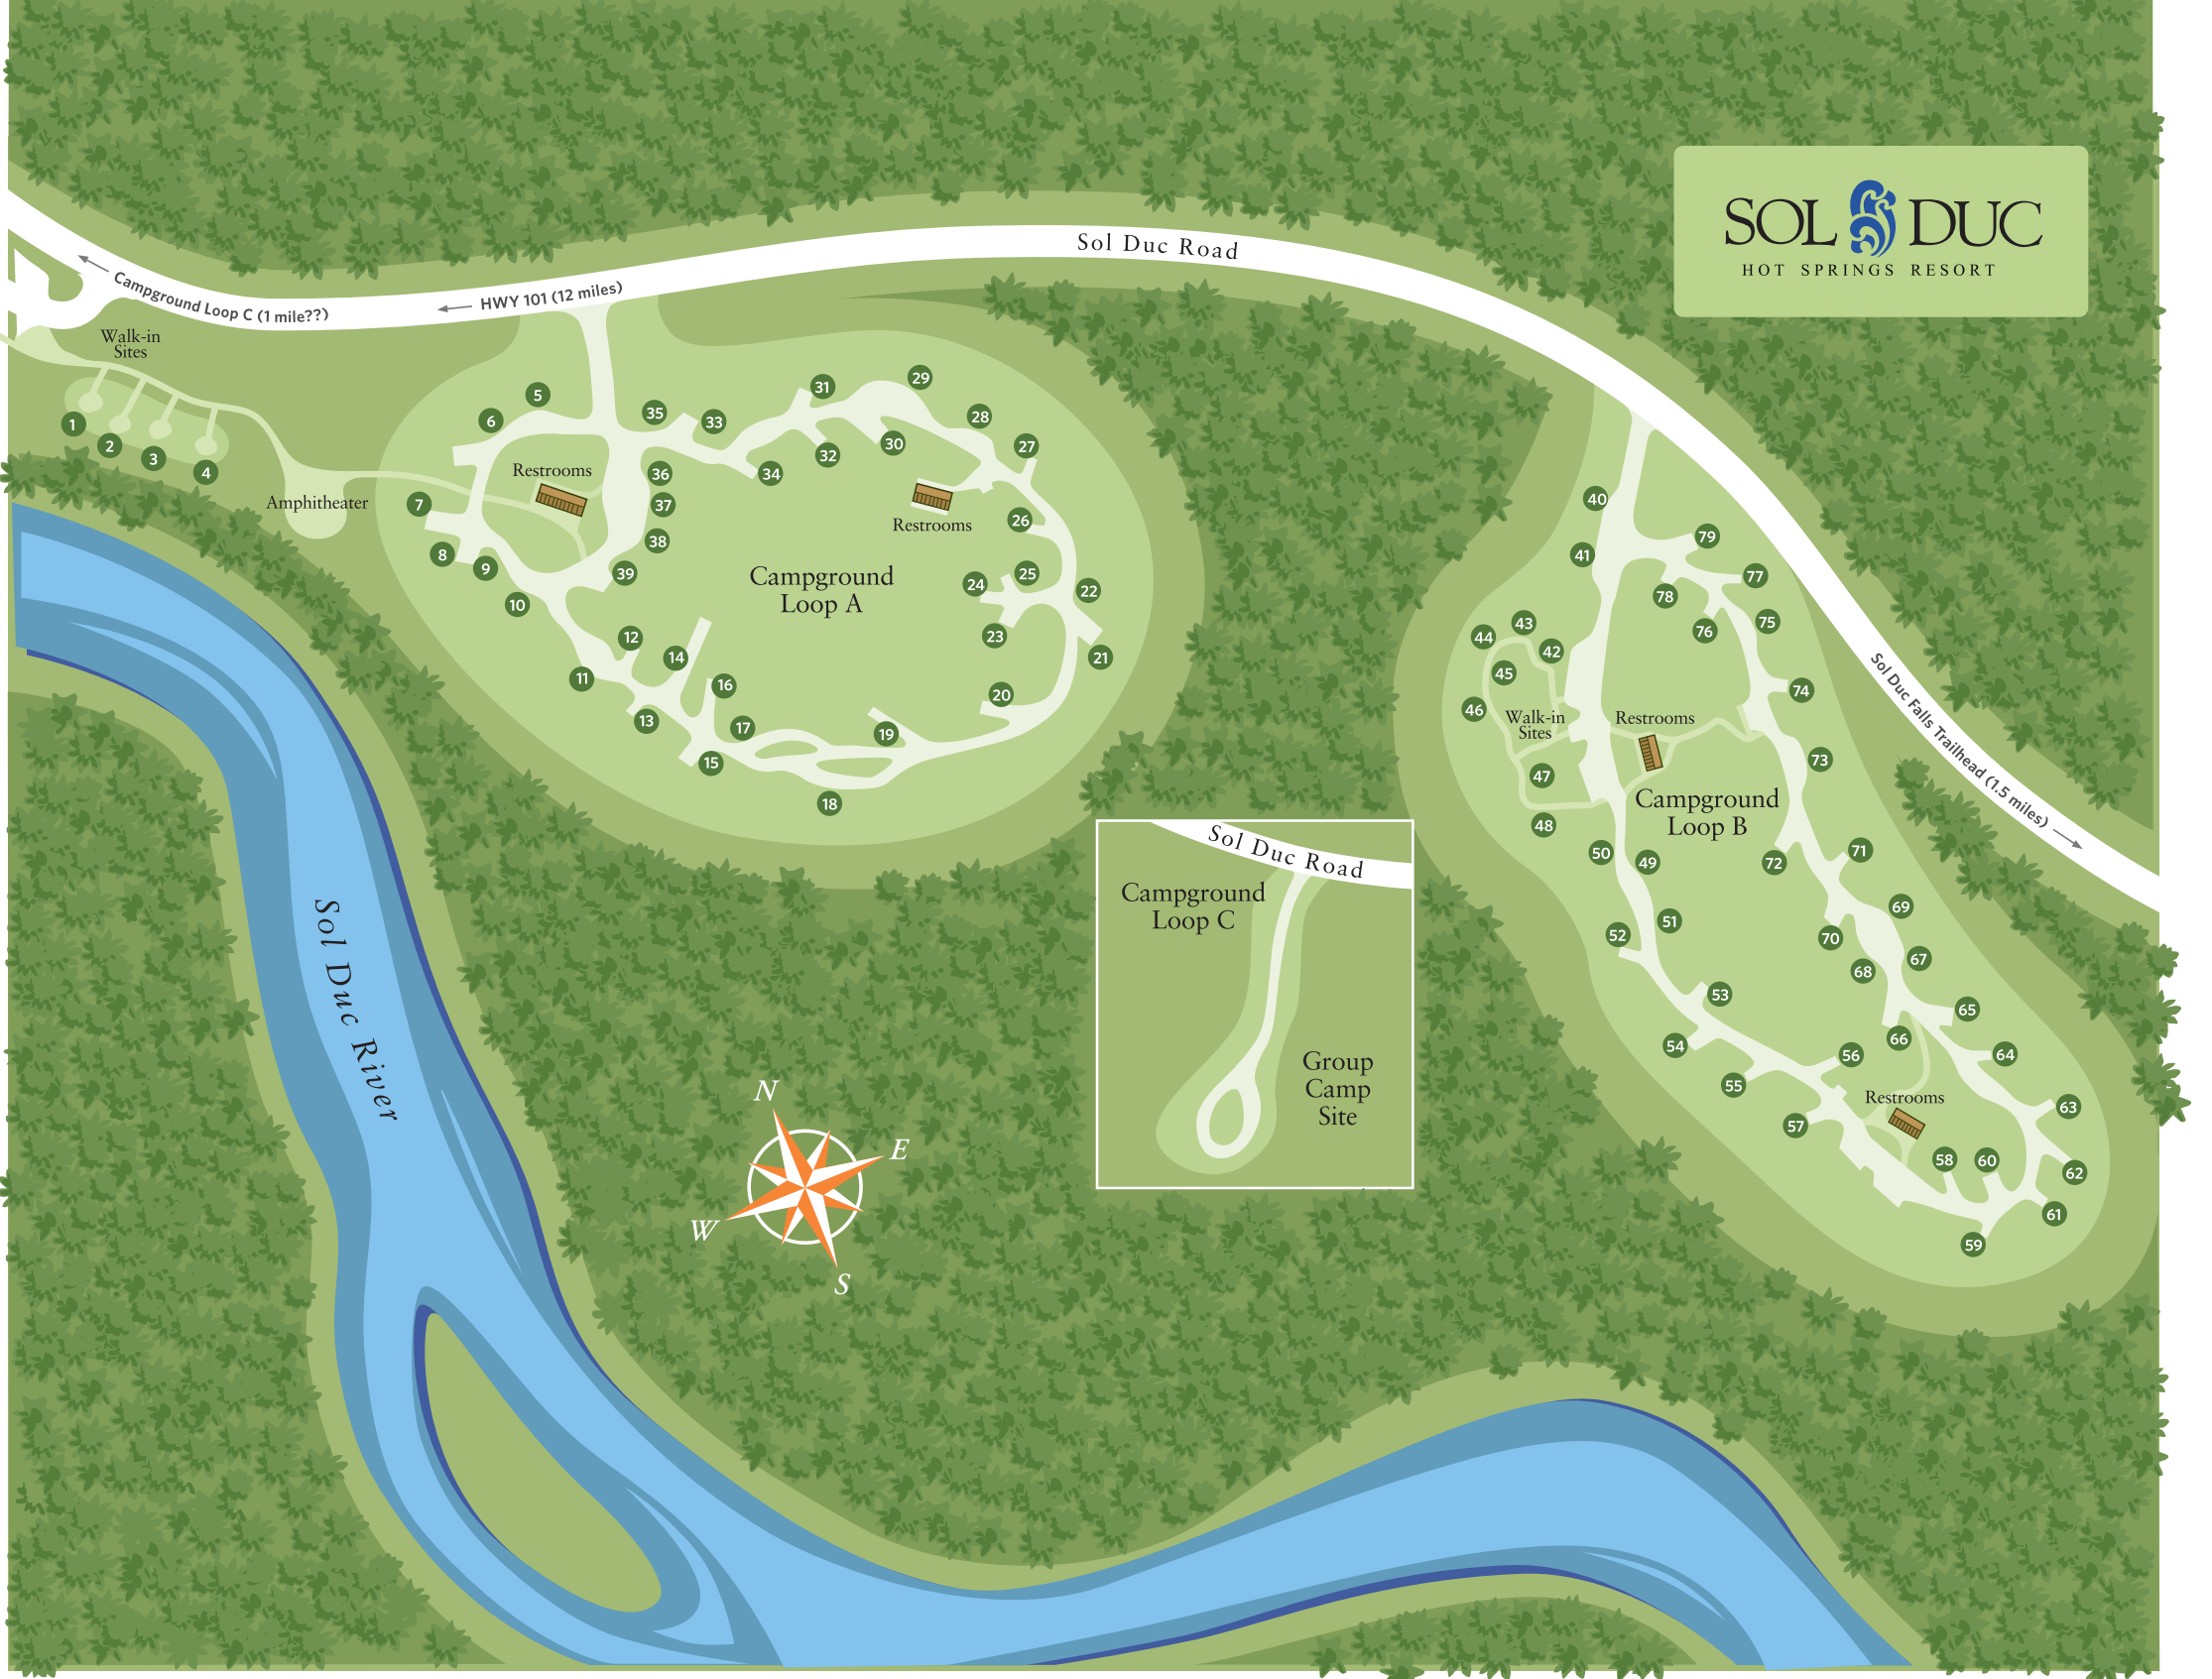 SOL DUC
HOT SPRINGS RESORT
Sol Duc Road
HWY 101 (12 miles)
Campground Loop C (1 mile??)
Walk-in
Sites
1
2
3
4
Amphitheater
5
6
7
8
9
10
Restrooms
35
33
36
37
38
39
34
31
32
29
30
28
27
Restrooms
26
25
24
23
22
21
20
Campground
Loop A
12
14
11
13
16
17
15
19
18
40
41
79
77
78
76
75
74
73
43
44
42
45
46
Walk-in
Sites
Restrooms
47
48
Campground
Loop B
50
49
72
71
51
52
69
70
67
68
53
54
65
66
64
56
55
57
Restrooms
63
58
60
62
61
59
Sol Duc Falls Trailhead (1.5 miles)
Sol Duc Road
Campground
Loop C
Group
Camp
Site
Sol Duc River
N
E
W
S